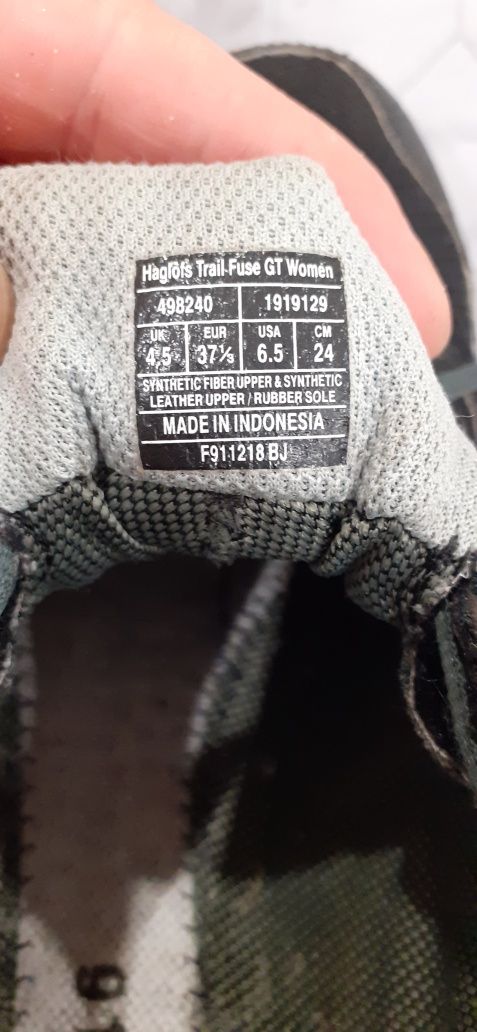 Haglöfs Trail-Fuse GT Women
498240 1919129
UK EUR USA CM
4.5 37⅓ 6.5 24
SYNTHETIC FIBER UPPER & SYNTHETIC
LEATHER UPPER / RUBBER SOLE
MADE IN INDONESIA
F911218 BJ